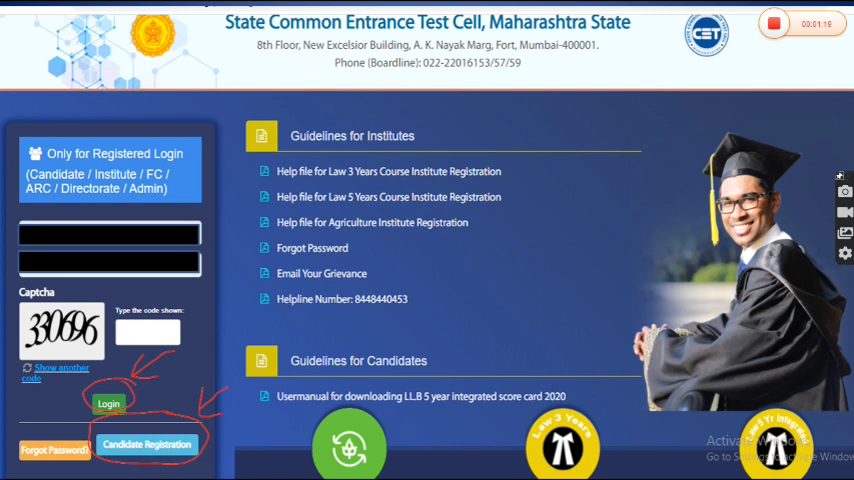 State Common Entrance Test Cell, Maharashtra State
8th Floor, New Excelsior Building, A. K. Nayak Marg, Fort, Mumbai-400001.
Phone (Boardline): 022-22016153/57/59
CET
00:01:19
Only for Registered Login
(Candidate / Institute / FC /
ARC / Directorate / Admin)
Captcha
330696
Type the code shown:
Show another
code
Login
Forgot Password?
Candidate Registration
Guidelines for Institutes
Help file for Law 3 Years Course Institute Registration
Help file for Law 5 Years Course Institute Registration
Help file for Agriculture Institute Registration
Forgot Password
Email Your Grievance
Helpline Number: 8448440453
Guidelines for Candidates
Usermanual for downloading LL.B 5 year integrated score card 2020
Law 3 Years
Law 5 Yr Integrated
Go to Settings to activate Windows